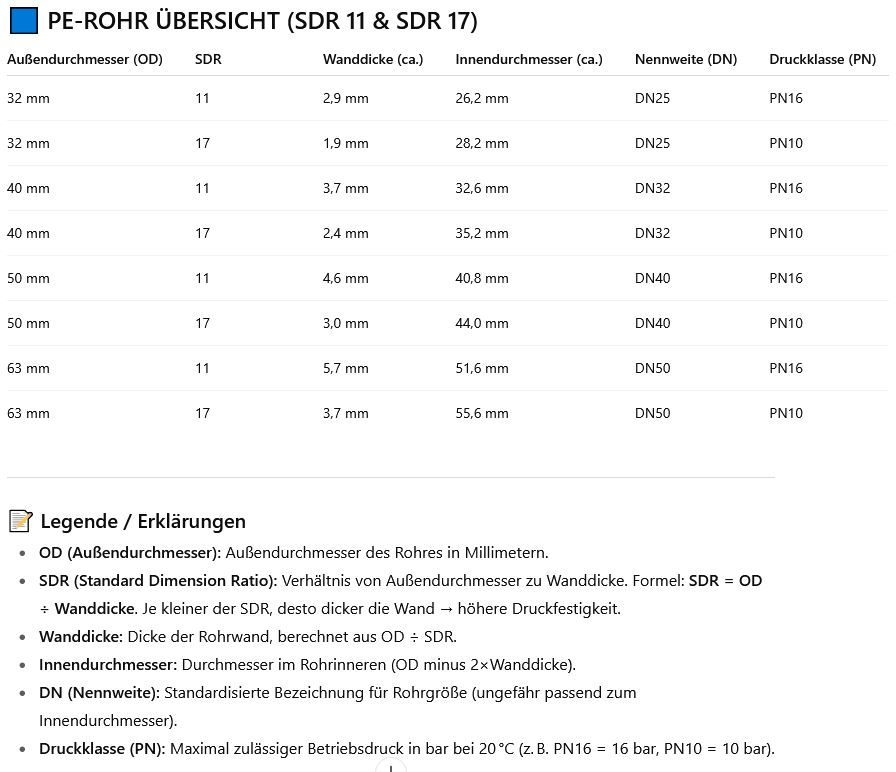 PE-ROHR ÜBERSICHT (SDR 11 & SDR 17)
Außendurchmesser (OD) SDR Wanddicke (ca.) Innendurchmesser (ca.) Nennweite (DN) Druckklasse (PN)
32 mm 11 2,9 mm 26,2 mm DN25 PN16
32 mm 17 1,9 mm 28,2 mm DN25 PN10
40 mm 11 3,7 mm 32,6 mm DN32 PN16
40 mm 17 2,4 mm 35,2 mm DN32 PN10
50 mm 11 4,6 mm 40,8 mm DN40 PN16
50 mm 17 3,0 mm 44,0 mm DN40 PN10
63 mm 11 5,7 mm 51,6 mm DN50 PN16
63 mm 17 3,7 mm 55,6 mm DN50 PN10
Legende / Erklärungen
• OD (Außendurchmesser): Außendurchmesser des Rohres in Millimetern.
• SDR (Standard Dimension Ratio): Verhältnis von Außendurchmesser zu Wanddicke. Formel: SDR = OD
÷ Wanddicke. Je kleiner der SDR, desto dicker die Wand → höhere Druckfestigkeit.
• Wanddicke: Dicke der Rohrwand, berechnet aus OD ÷ SDR.
• Innendurchmesser: Durchmesser im Rohrinneren (OD minus 2×Wanddicke).
• DN (Nennweite): Standardisierte Bezeichnung für Rohrgröße (ungefähr passend zum
Innendurchmesser).
• Druckklasse (PN): Maximal zulässiger Betriebsdruck in bar bei 20 °C (z. B. PN16 = 16 bar, PN10 = 10 bar).